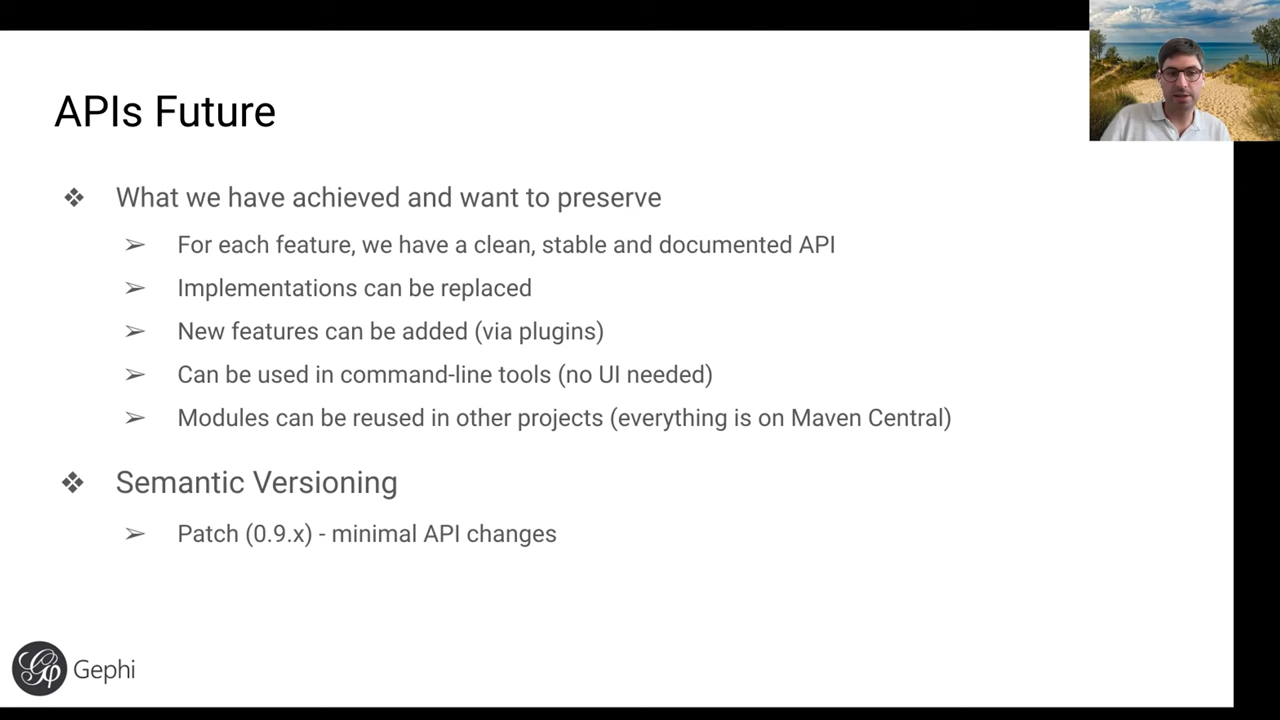 APIs Future
❖ What we have achieved and want to preserve
➢ For each feature, we have a clean, stable and documented API
➢ Implementations can be replaced
➢ New features can be added (via plugins)
➢ Can be used in command-line tools (no UI needed)
➢ Modules can be reused in other projects (everything is on Maven Central)
❖ Semantic Versioning
➢ Patch (0.9.x) - minimal API changes
Gephi